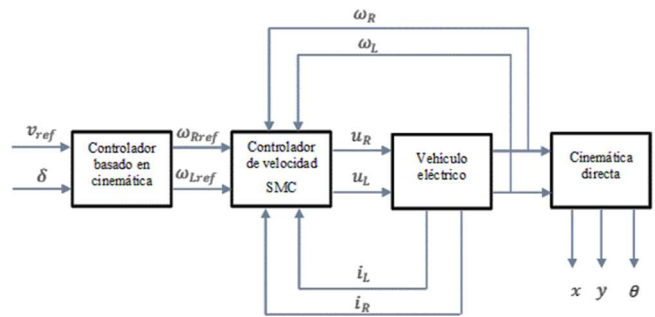 ω_R
ω_L
v_ref
δ
Controlador
basado en
cinemática
ω_Rref
ω_Lref
Controlador
de velocidad
SMC
u_R
u_L
Vehículo
eléctrico
Cinemática
directa
i_L
i_R
x y θ